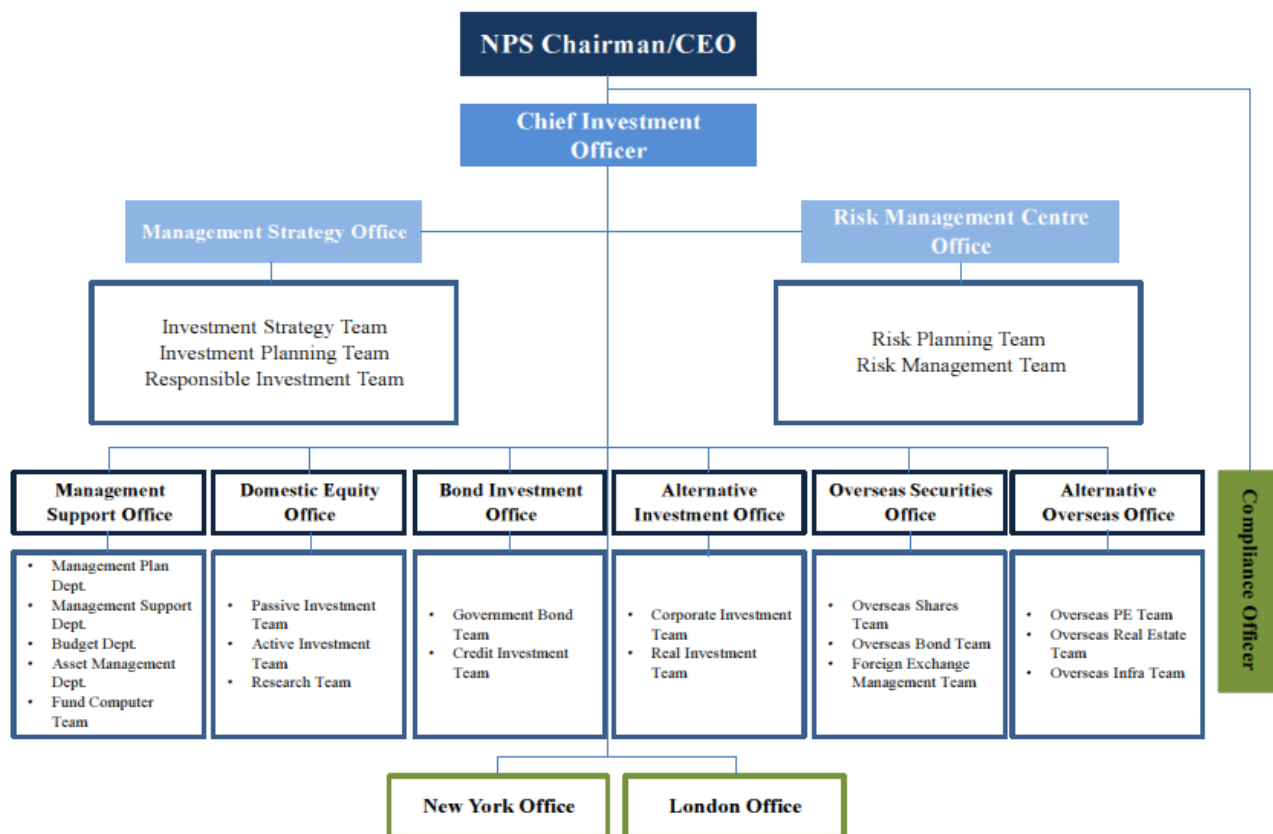 NPS Chairman/CEO
Chief Investment
Officer
Management Strategy Office
Risk Management Centre
Office
Investment Strategy Team
Investment Planning Team
Responsible Investment Team
Risk Planning Team
Risk Management Team
Management
Support Office
Domestic Equity
Office
Bond Investment
Office
Alternative
Investment Office
Overseas Securities
Office
Alternative
Overseas Office
Compliance Officer
• Management Plan
Dept.
• Management Support
Dept.
• Budget Dept.
• Asset Management
Dept.
• Fund Computer
Team
• Passive Investment
Team
• Active Investment
Team
• Research Team
• Government Bond
Team
• Credit Investment
Team
• Corporate Investment
Team
• Real Investment
Team
• Overseas Shares
Team
• Overseas Bond Team
• Foreign Exchange
Management Team
• Overseas PE Team
• Overseas Real Estate
Team
• Overseas Infra Team
New York Office
London Office